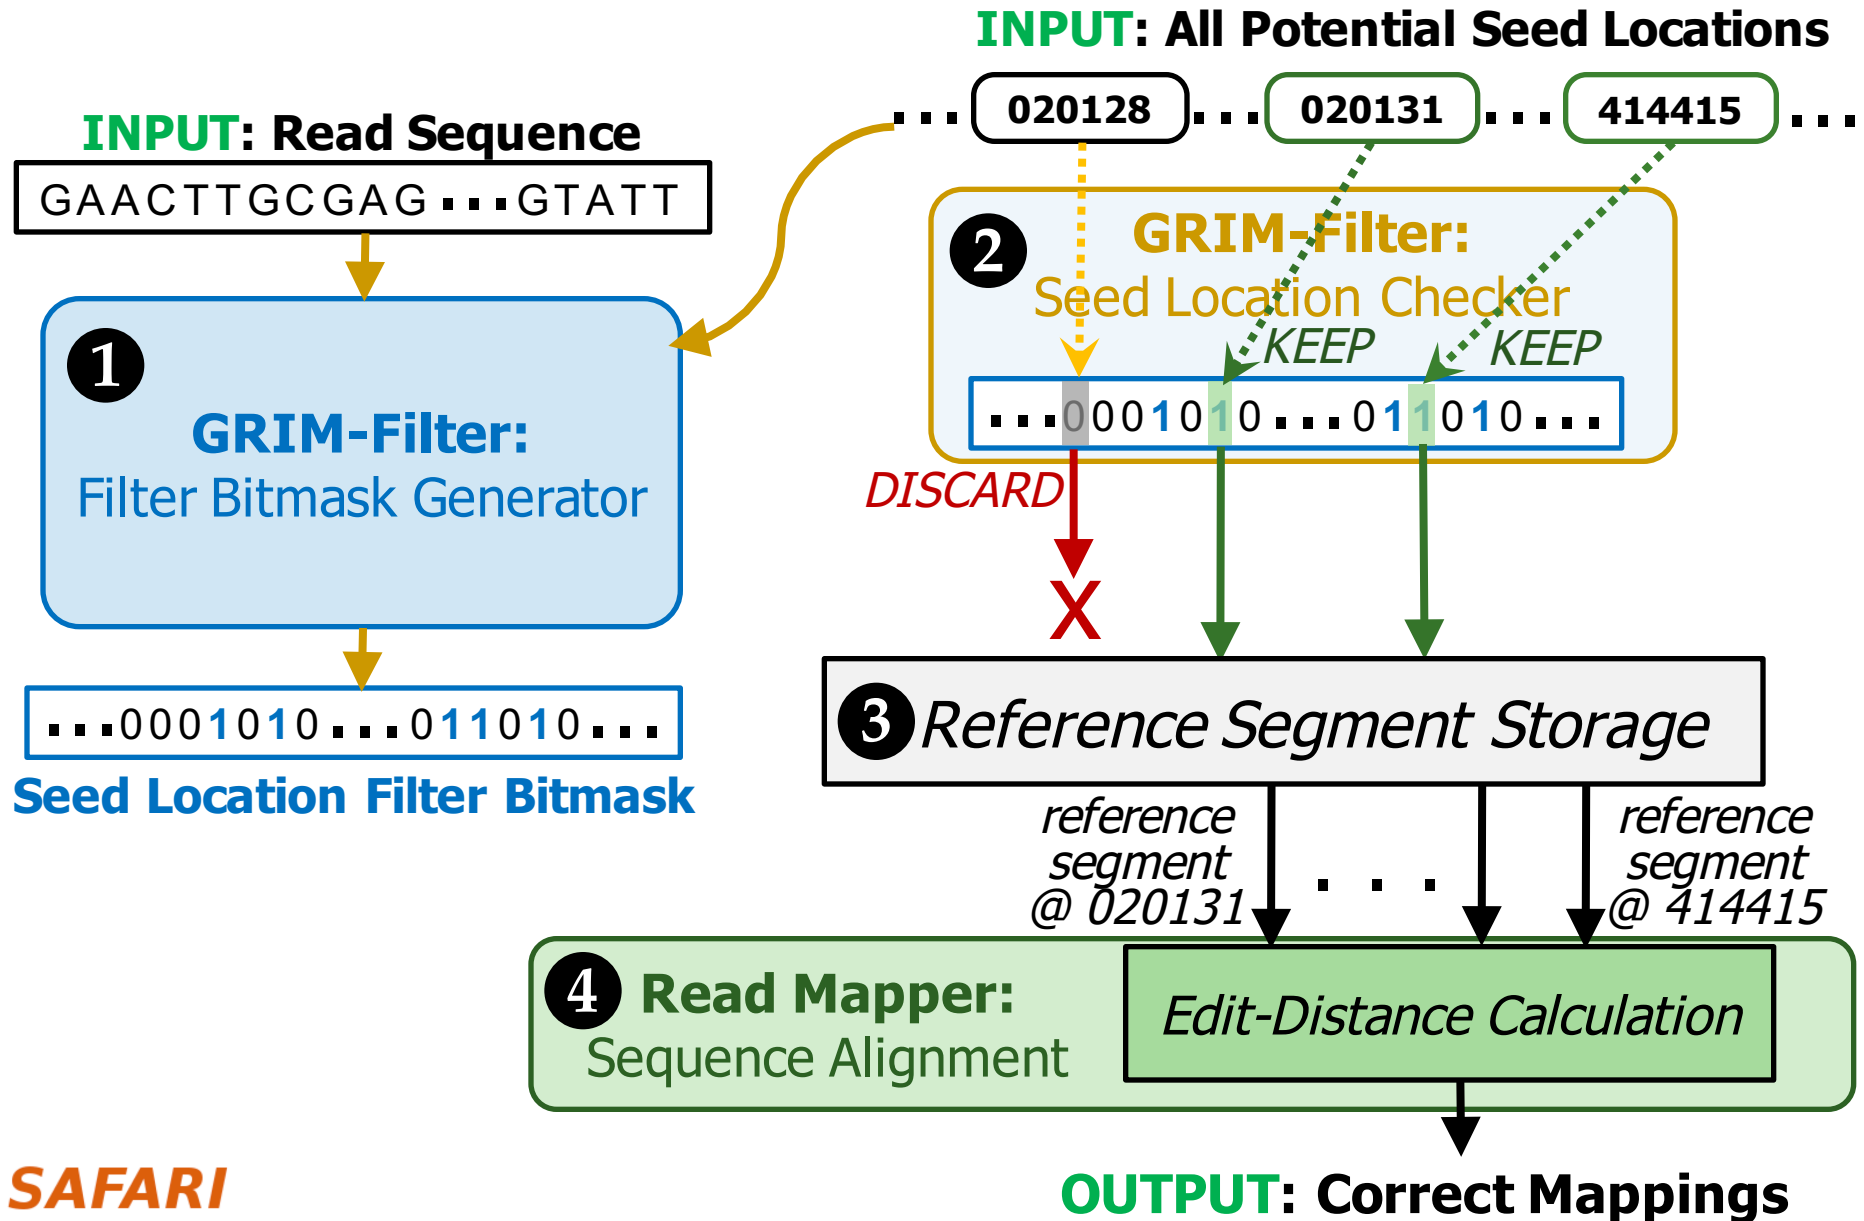 INPUT: All Potential Seed Locations
... 020128 ... 020131 ... 414415 ...
INPUT: Read Sequence
GAACTTGCGAG ... GTATT
1
GRIM-Filter:
Filter Bitmask Generator
...0001010...011010...
Seed Location Filter Bitmask
2
GRIM-Filter:
Seed Location Checker
KEEP
KEEP
...0001010...011010...
DISCARD
X
3 Reference Segment Storage
reference
segment
@ 020131
. . .
reference
segment
@ 414415
4
Read Mapper:
Sequence Alignment
Edit-Distance Calculation
OUTPUT: Correct Mappings
SAFARI